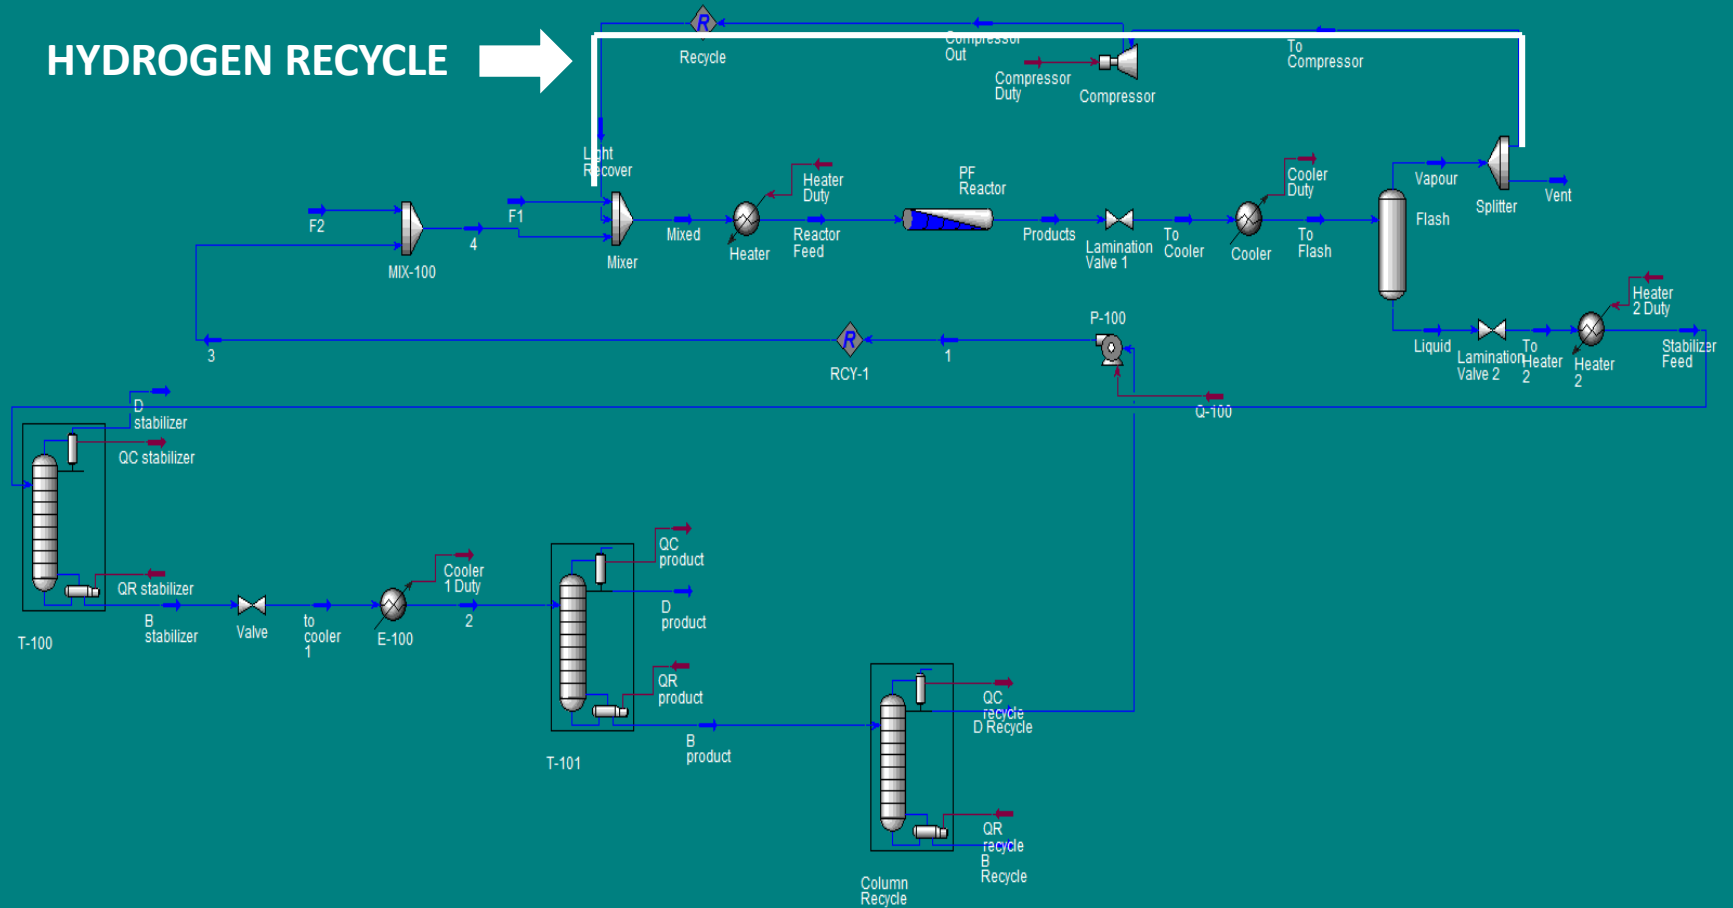 HYDROGEN RECYCLE
R
Recycle
Compressor
Out
To
Compressor
Compressor
Duty
Compressor
Light
Recover
F2
MIX-100
4
F1
Mixer
Mixed
Heater
Duty
Heater
Reactor
Feed
PF
Reactor
Products
Lamination
Valve 1
To
Cooler
Cooler
Duty
Cooler
To
Flash
Flash
Vapour
Splitter
Vent
Heater
2 Duty
Liquid
Lamination
Valve 2
To
Heater
2
Heater
2
Stabilizer
Feed
3
R
RCY-1
1
P-100
Q-100
D
stabilizer
QC stabilizer
QR stabilizer
B
stabilizer
T-100
Valve
to
cooler
1
Cooler
1 Duty
E-100
2
QC
product
D
product
QR
product
B
product
T-101
QC
recycle
D Recycle
QR
recycle
B
Recycle
Column
Recycle